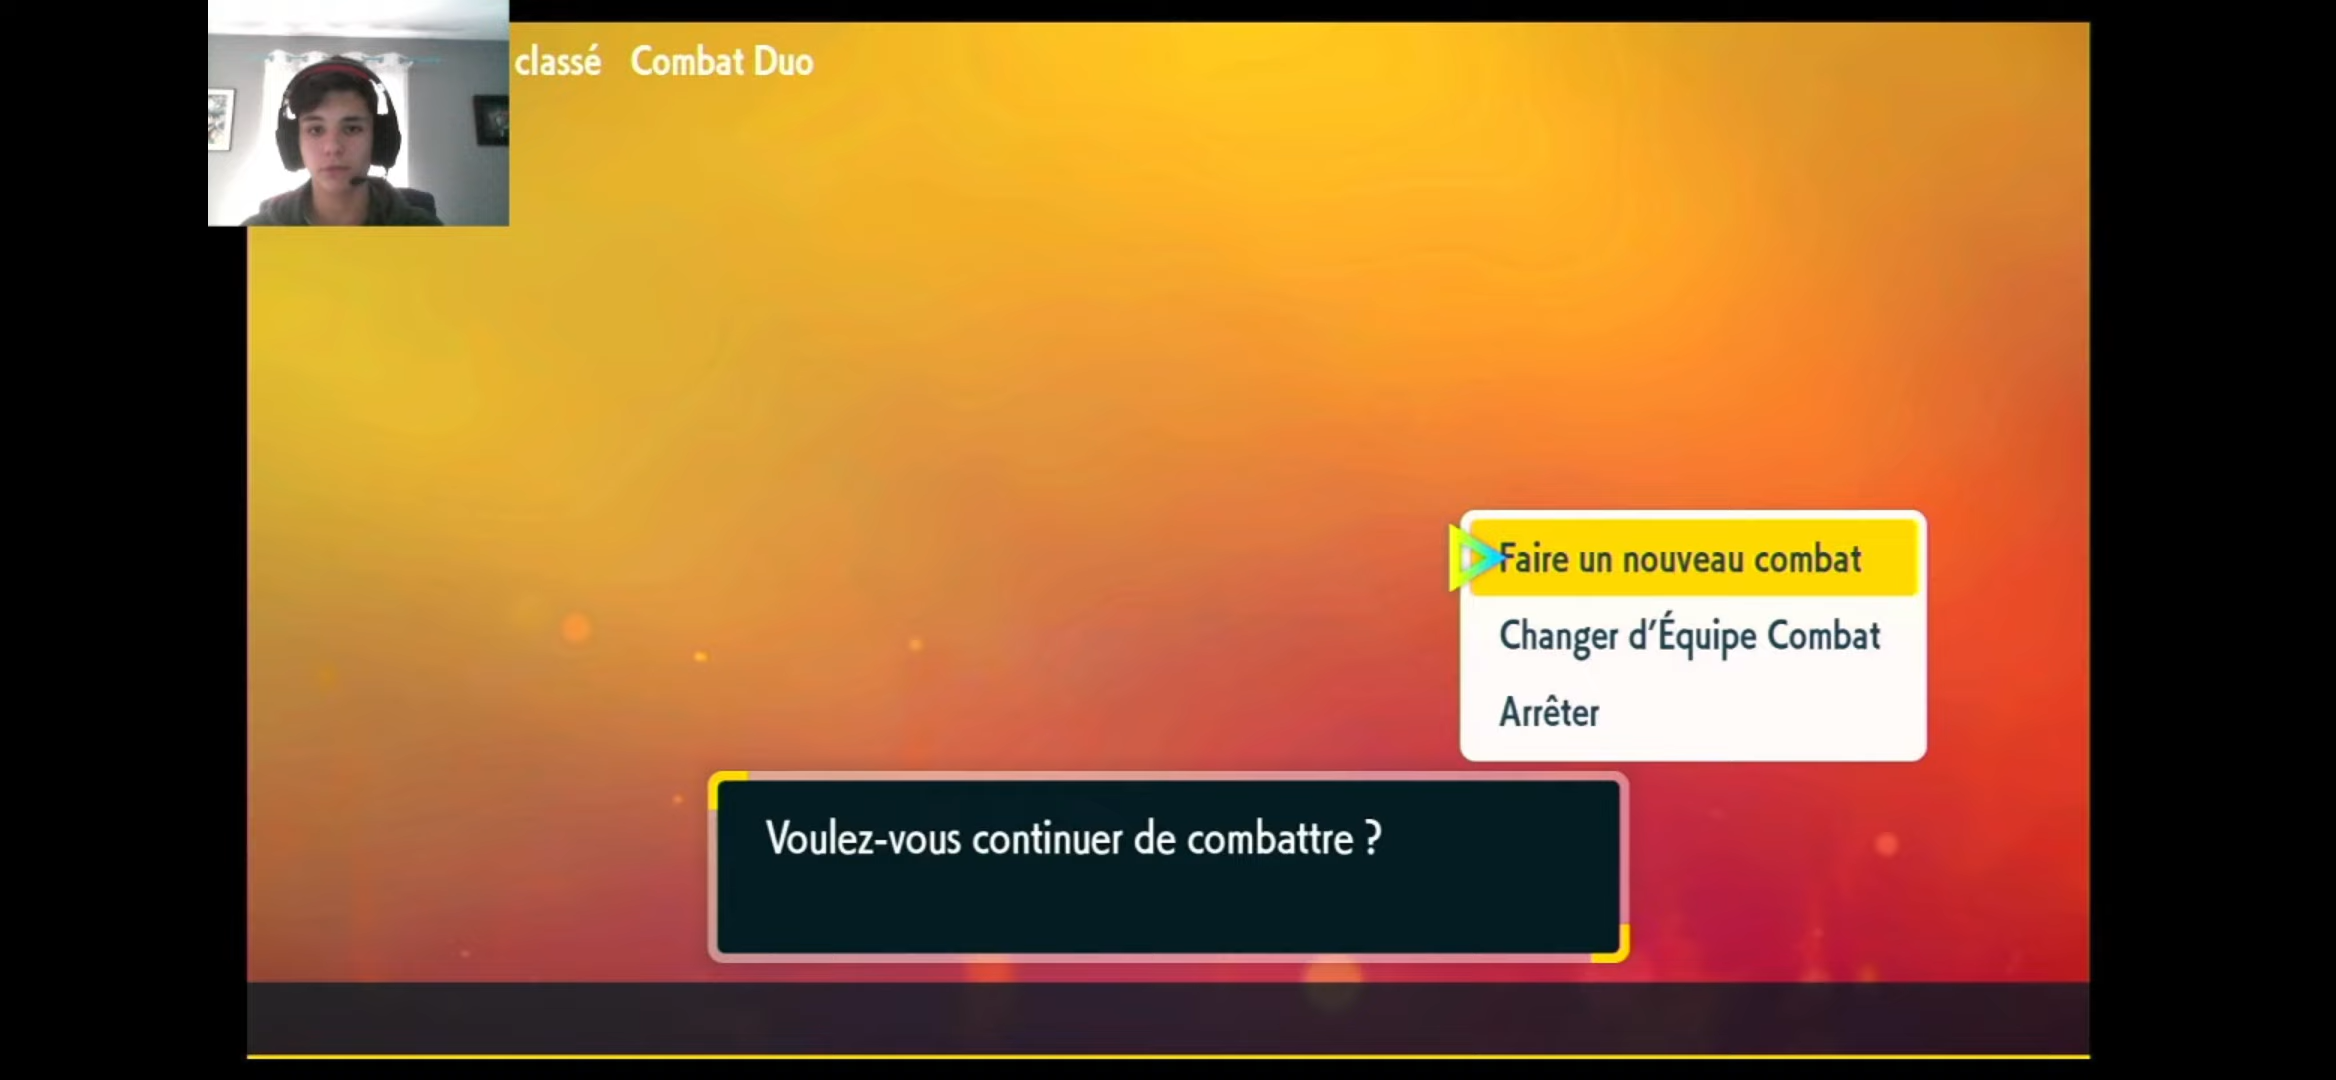 classé Combat Duo
Faire un nouveau combat
Changer d'Équipe Combat
Arrêter
Voulez-vous continuer de combattre ?